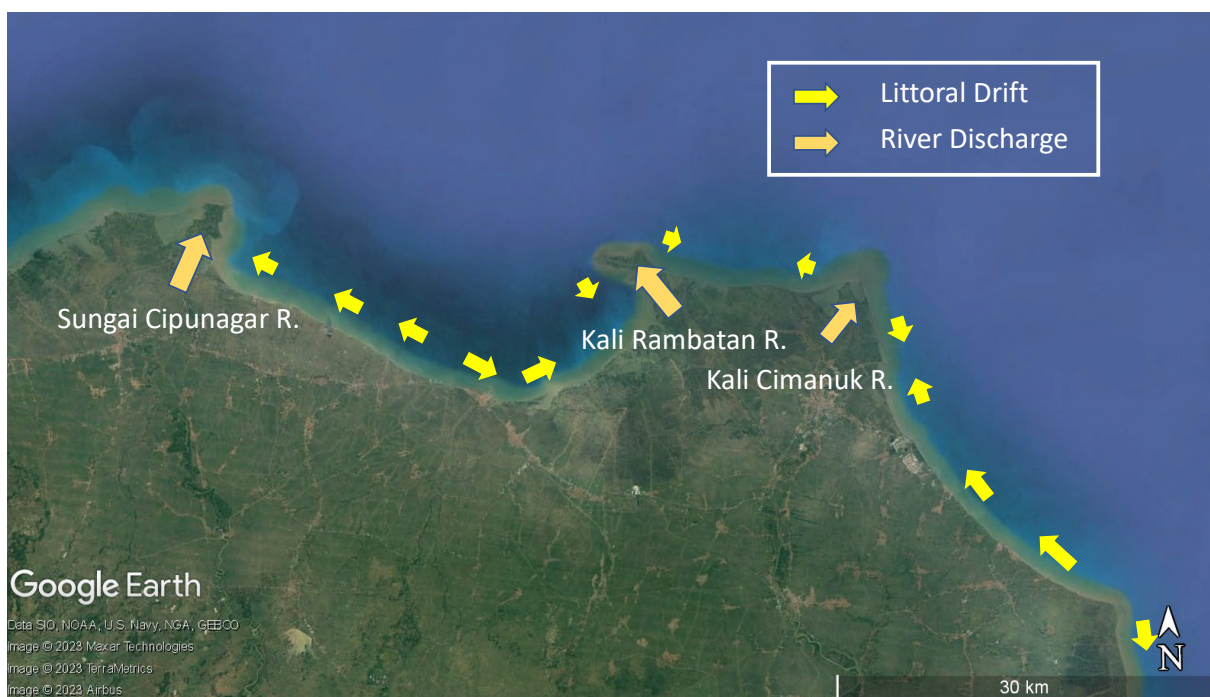 Littoral Drift
River Discharge
Sungai Cipunagar R.
Kali Rambatan R.
Kali Cimanuk R.
Google Earth
Data SIO, NOAA, U.S. Navy, NGA, GEBCO
Image © 2023 Maxar Technologies
Image © 2023 TerraMetrics
Image © 2023 Airbus
N
30 km